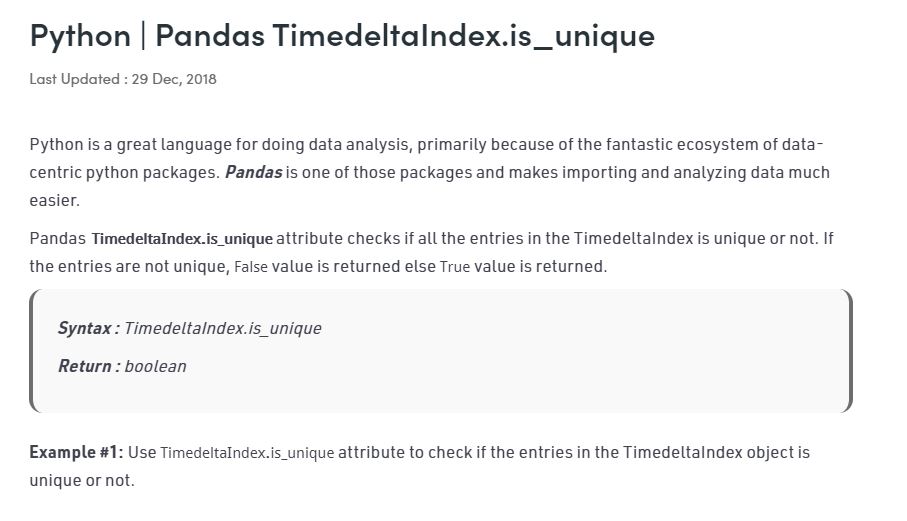 Python | Pandas TimedeltaIndex.is_unique
Last Updated : 29 Dec, 2018
Python is a great language for doing data analysis, primarily because of the fantastic ecosystem of data-
centric python packages. Pandas is one of those packages and makes importing and analyzing data much
easier.
Pandas TimedeltaIndex.is_unique attribute checks if all the entries in the TimedeltaIndex is unique or not. If
the entries are not unique, False value is returned else True value is returned.
Syntax : TimedeltaIndex.is_unique
Return : boolean
Example #1: Use TimedeltaIndex.is_unique attribute to check if the entries in the TimedeltaIndex object is
unique or not.